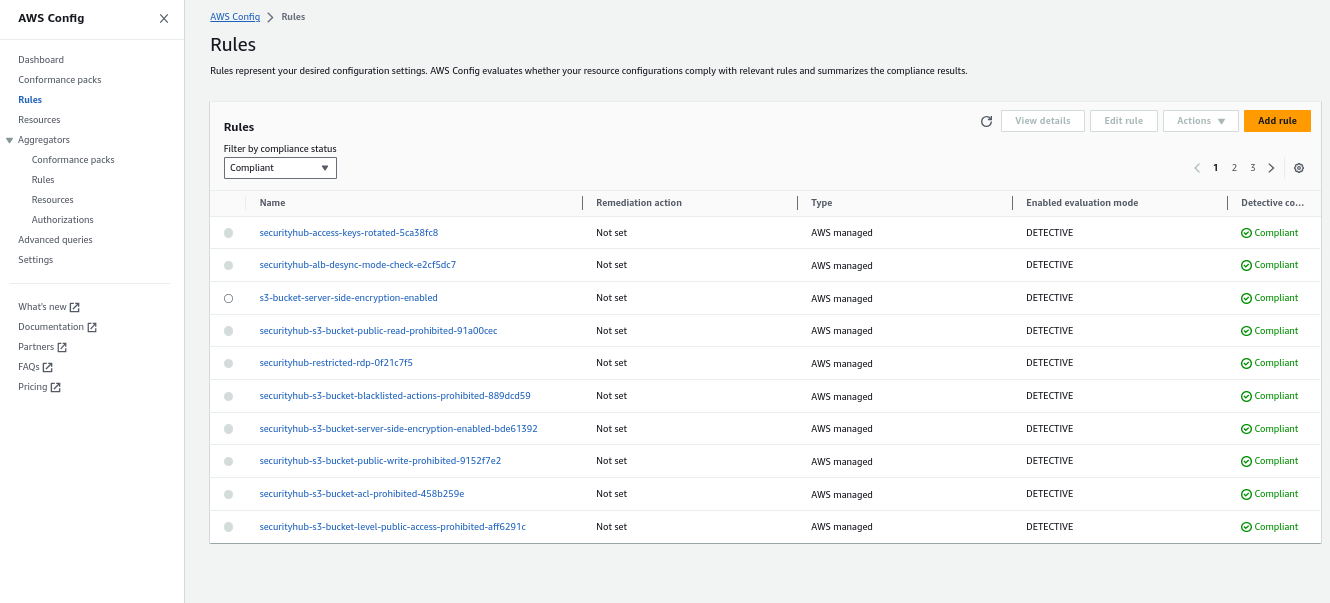 AWS Config
Dashboard
Conformance packs
Rules
Resources
Aggregators
Conformance packs
Rules
Resources
Authorizations
Advanced queries
Settings
What's new
Documentation
Partners
FAQs
Pricing
AWS Config > Rules
Rules
Rules represent your desired configuration settings. AWS Config evaluates whether your resource configurations comply with relevant rules and summarizes the compliance results.
Rules
View details Edit rule Actions Add rule
Filter by compliance status
Compliant
1 2 3
Name Remediation action Type Enabled evaluation mode Detective co...
securityhub-access-keys-rotated-5ca38fc8 Not set AWS managed DETECTIVE Compliant
securityhub-alb-desync-mode-check-e2cf5dc7 Not set AWS managed DETECTIVE Compliant
s3-bucket-server-side-encryption-enabled Not set AWS managed DETECTIVE Compliant
securityhub-s3-bucket-public-read-prohibited-91a00cec Not set AWS managed DETECTIVE Compliant
securityhub-restricted-rdp-0f21c7f5 Not set AWS managed DETECTIVE Compliant
securityhub-s3-bucket-blacklisted-actions-prohibited-889dcd59 Not set AWS managed DETECTIVE Compliant
securityhub-s3-bucket-server-side-encryption-enabled-bde61392 Not set AWS managed DETECTIVE Compliant
securityhub-s3-bucket-public-write-prohibited-9152f7e2 Not set AWS managed DETECTIVE Compliant
securityhub-s3-bucket-acl-prohibited-458b259e Not set AWS managed DETECTIVE Compliant
securityhub-s3-bucket-level-public-access-prohibited-aff6291c Not set AWS managed DETECTIVE Compliant